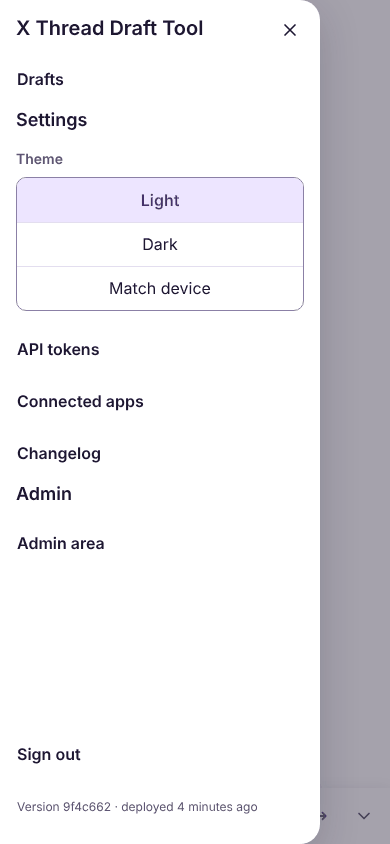 X Thread Draft Tool
Drafts
Settings
Theme
Light
Dark
Match device
API tokens
Connected apps
Changelog
Admin
Admin area
Sign out
Version 9f4c662 · deployed 4 minutes ago